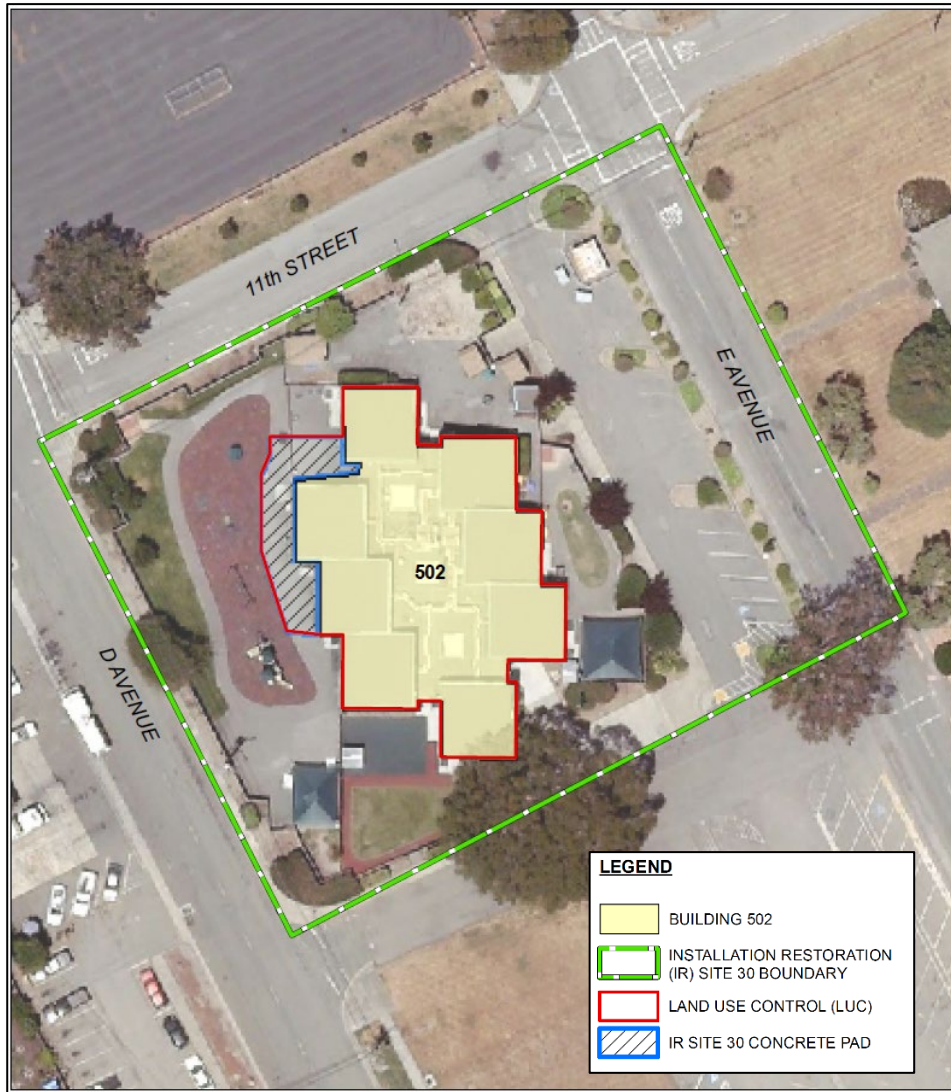 11th STREET
E AVENUE
502
D AVENUE
LEGEND
BUILDING 502
INSTALLATION RESTORATION
(IR) SITE 30 BOUNDARY
LAND USE CONTROL (LUC)
IR SITE 30 CONCRETE PAD